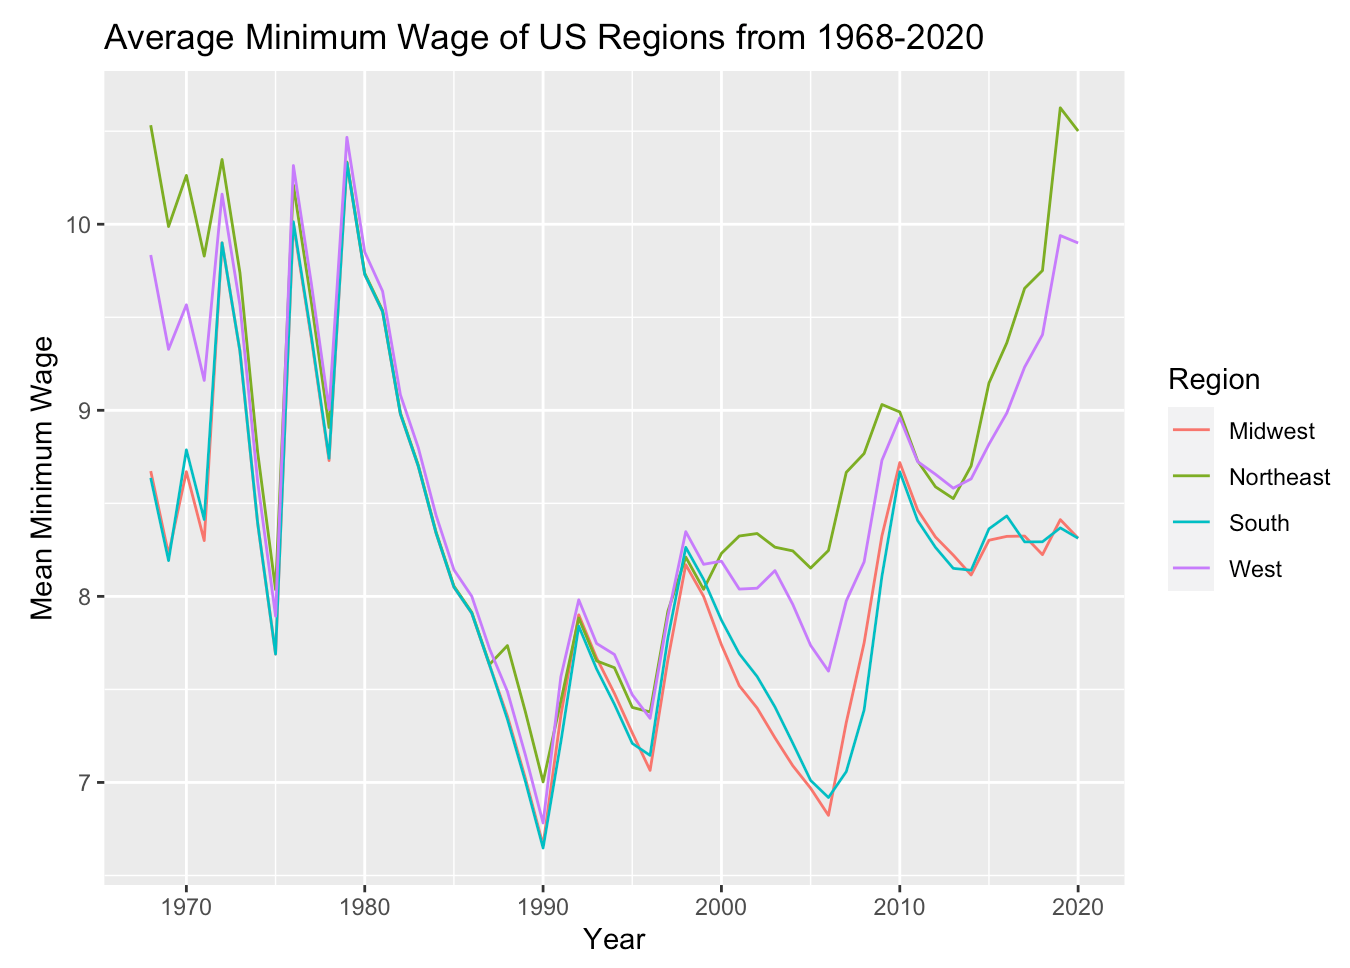 Average Minimum Wage of US Regions from 1968-2020
Mean Minimum Wage
10
9
8
7
1970 1980 1990 2000 2010 2020
Year
Region
Midwest
Northeast
South
West